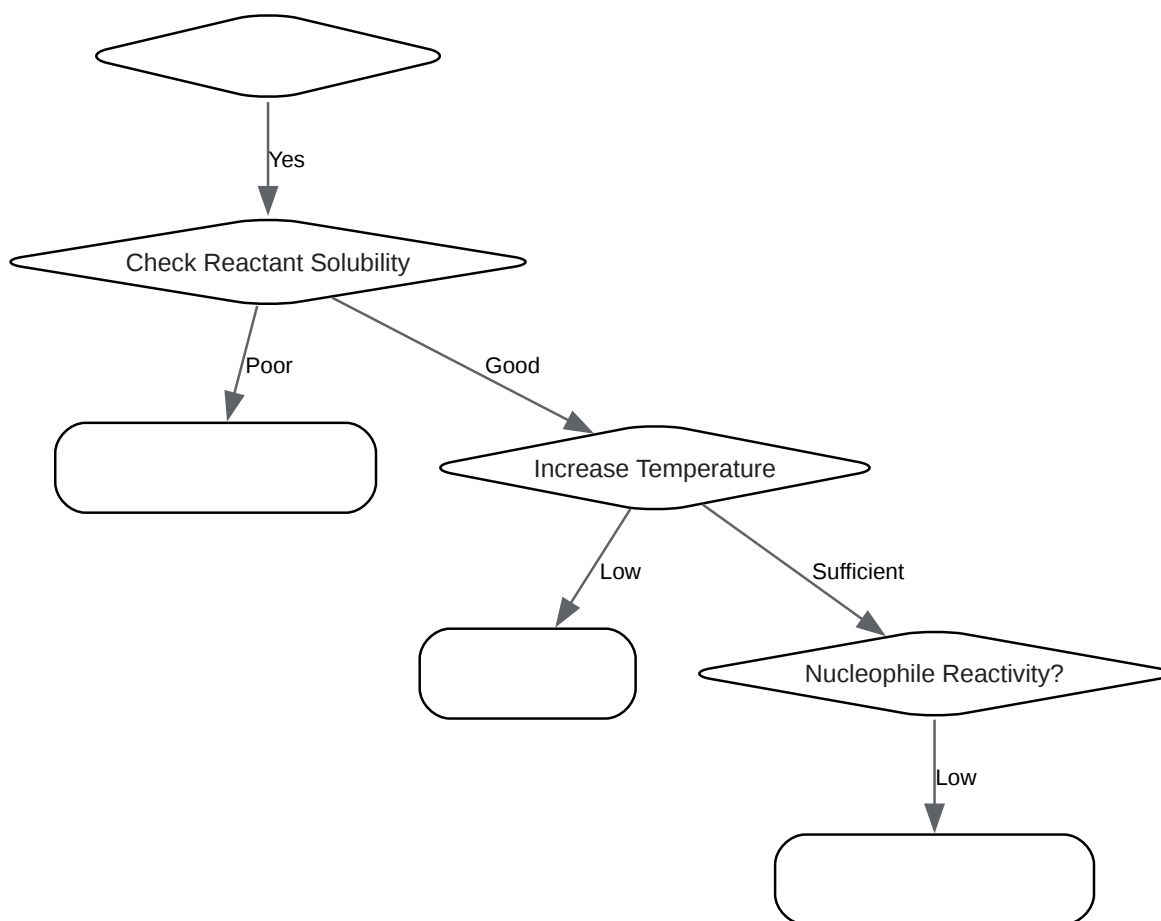 Yes
Check Reactant Solubility
Poor
Good
Increase Temperature
Low
Sufficient
Nucleophile Reactivity?
Low